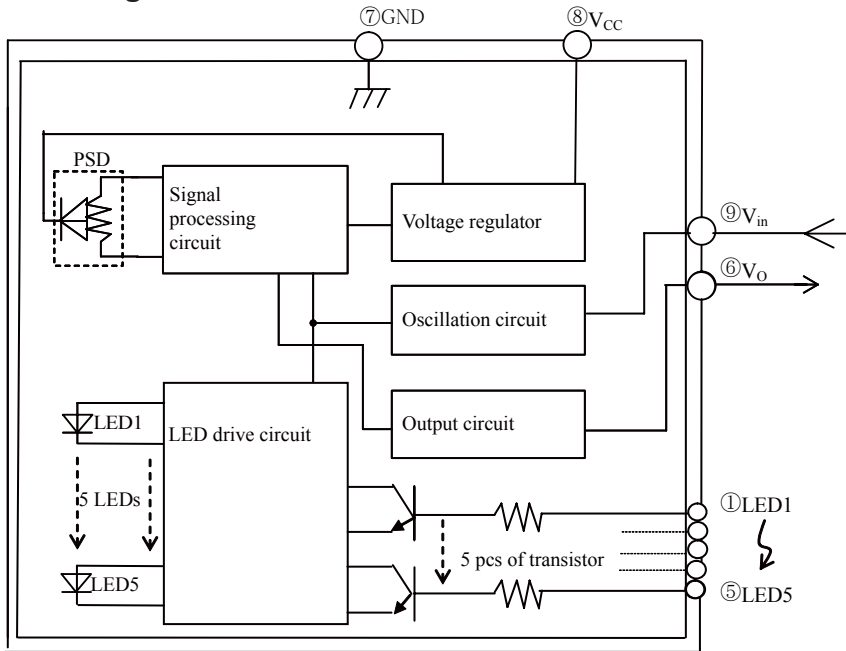 ⑦GND
⑧VCC
PSD
Signal
processing
circuit
Voltage regulator
⑨Vin
⑥VO
Oscillation circuit
Output circuit
LED1
LED drive circuit
5 LEDs
①LED1
5 pcs of transistor
LED5
⑤LED5